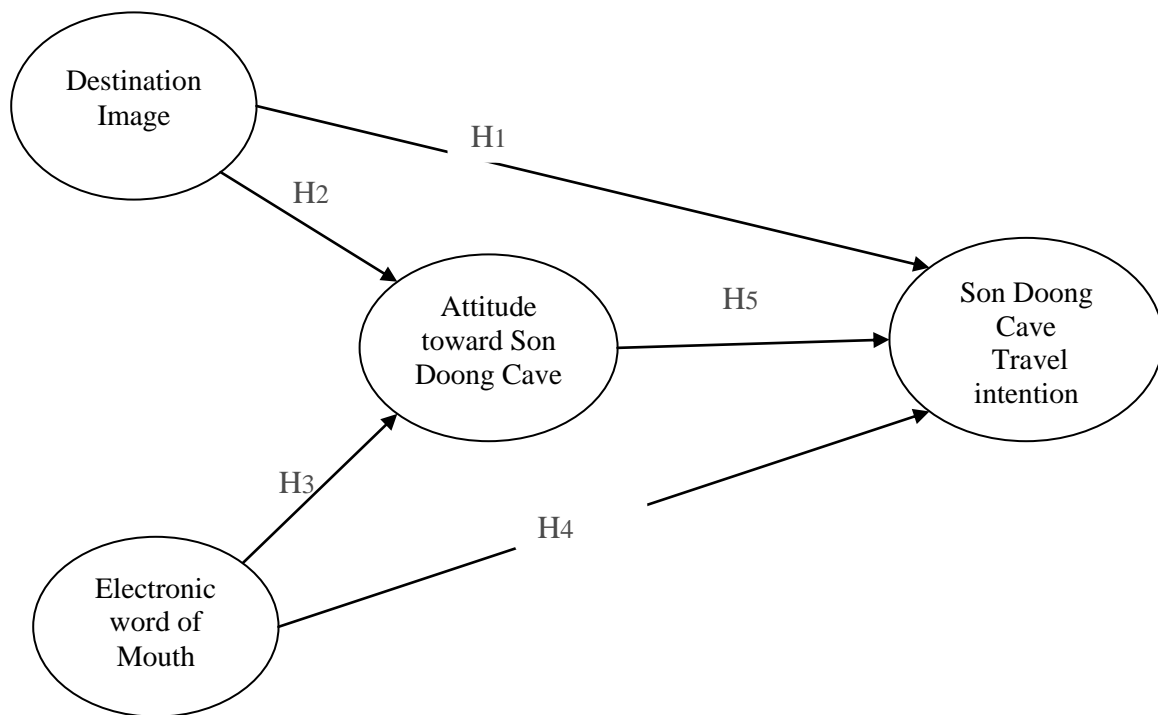 Destination
Image
H1
H2
Attitude
toward Son
Doong Cave
H5
Son Doong
Cave
Travel
intention
H3
H4
Electronic
word of
Mouth